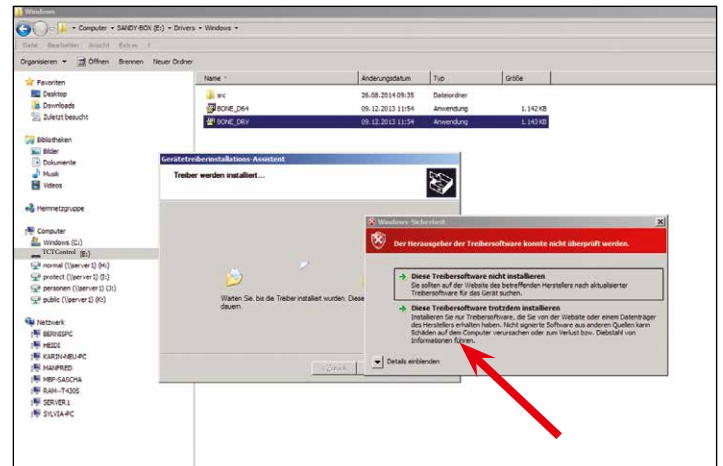 Windows
Computer ▸ SANDY-BOX (E:) ▸ Drivers ▸ Windows ▸
Datei Bearbeiten Ansicht Extras ?
Organisieren Öffnen Brennen Neuer Ordner
Name Änderungsdatum Typ Größe
src 26.08.2014 09:35 Dateiordner
BONE_D64 09.12.2013 11:54 Anwendung 1.142 KB
BONE_DRV 09.12.2013 11:54 Anwendung 1.143 KB
Favoriten
Desktop
Downloads
Zuletzt besucht
Bibliotheken
Bilder
Dokumente
Musik
Videos
Heimnetzgruppe
Computer
Windows (C:)
TCTControl (E:)
normal (\\server1) (H:)
protect (\\server1) (I:)
personen (\\server1) (J:)
public (\\server1) (K:)
Netzwerk
BERNISPC
HEIDI
KARIN-NEU-PC
MANFRED
MBP-SASCHA
RAM--T430S
SERVER1
SYLVIA-PC
Gerätetreiberinstallations-Assistent
Treiber werden installiert...
Warten Sie, bis die Treiber installiert wurden. Diese
dauern.
< Zurück
Windows-Sicherheit
Der Herausgeber der Treibersoftware konnte nicht überprüft werden.
Diese Treibersoftware nicht installieren
Sie sollten auf der Website des betreffenden Herstellers nach aktualisierter
Treibersoftware für das Gerät suchen.
Diese Treibersoftware trotzdem installieren
Installieren Sie nur Treibersoftware, die Sie von der Website oder einem Datenträger
des Herstellers erhalten haben. Nicht signierte Software aus anderen Quellen kann
Schäden auf dem Computer verursachen oder zum Verlust bzw. Diebstahl von
Informationen führen.
Details einblenden